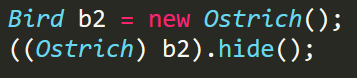 Bird b2 = new Ostrich();
((Ostrich) b2).hide();